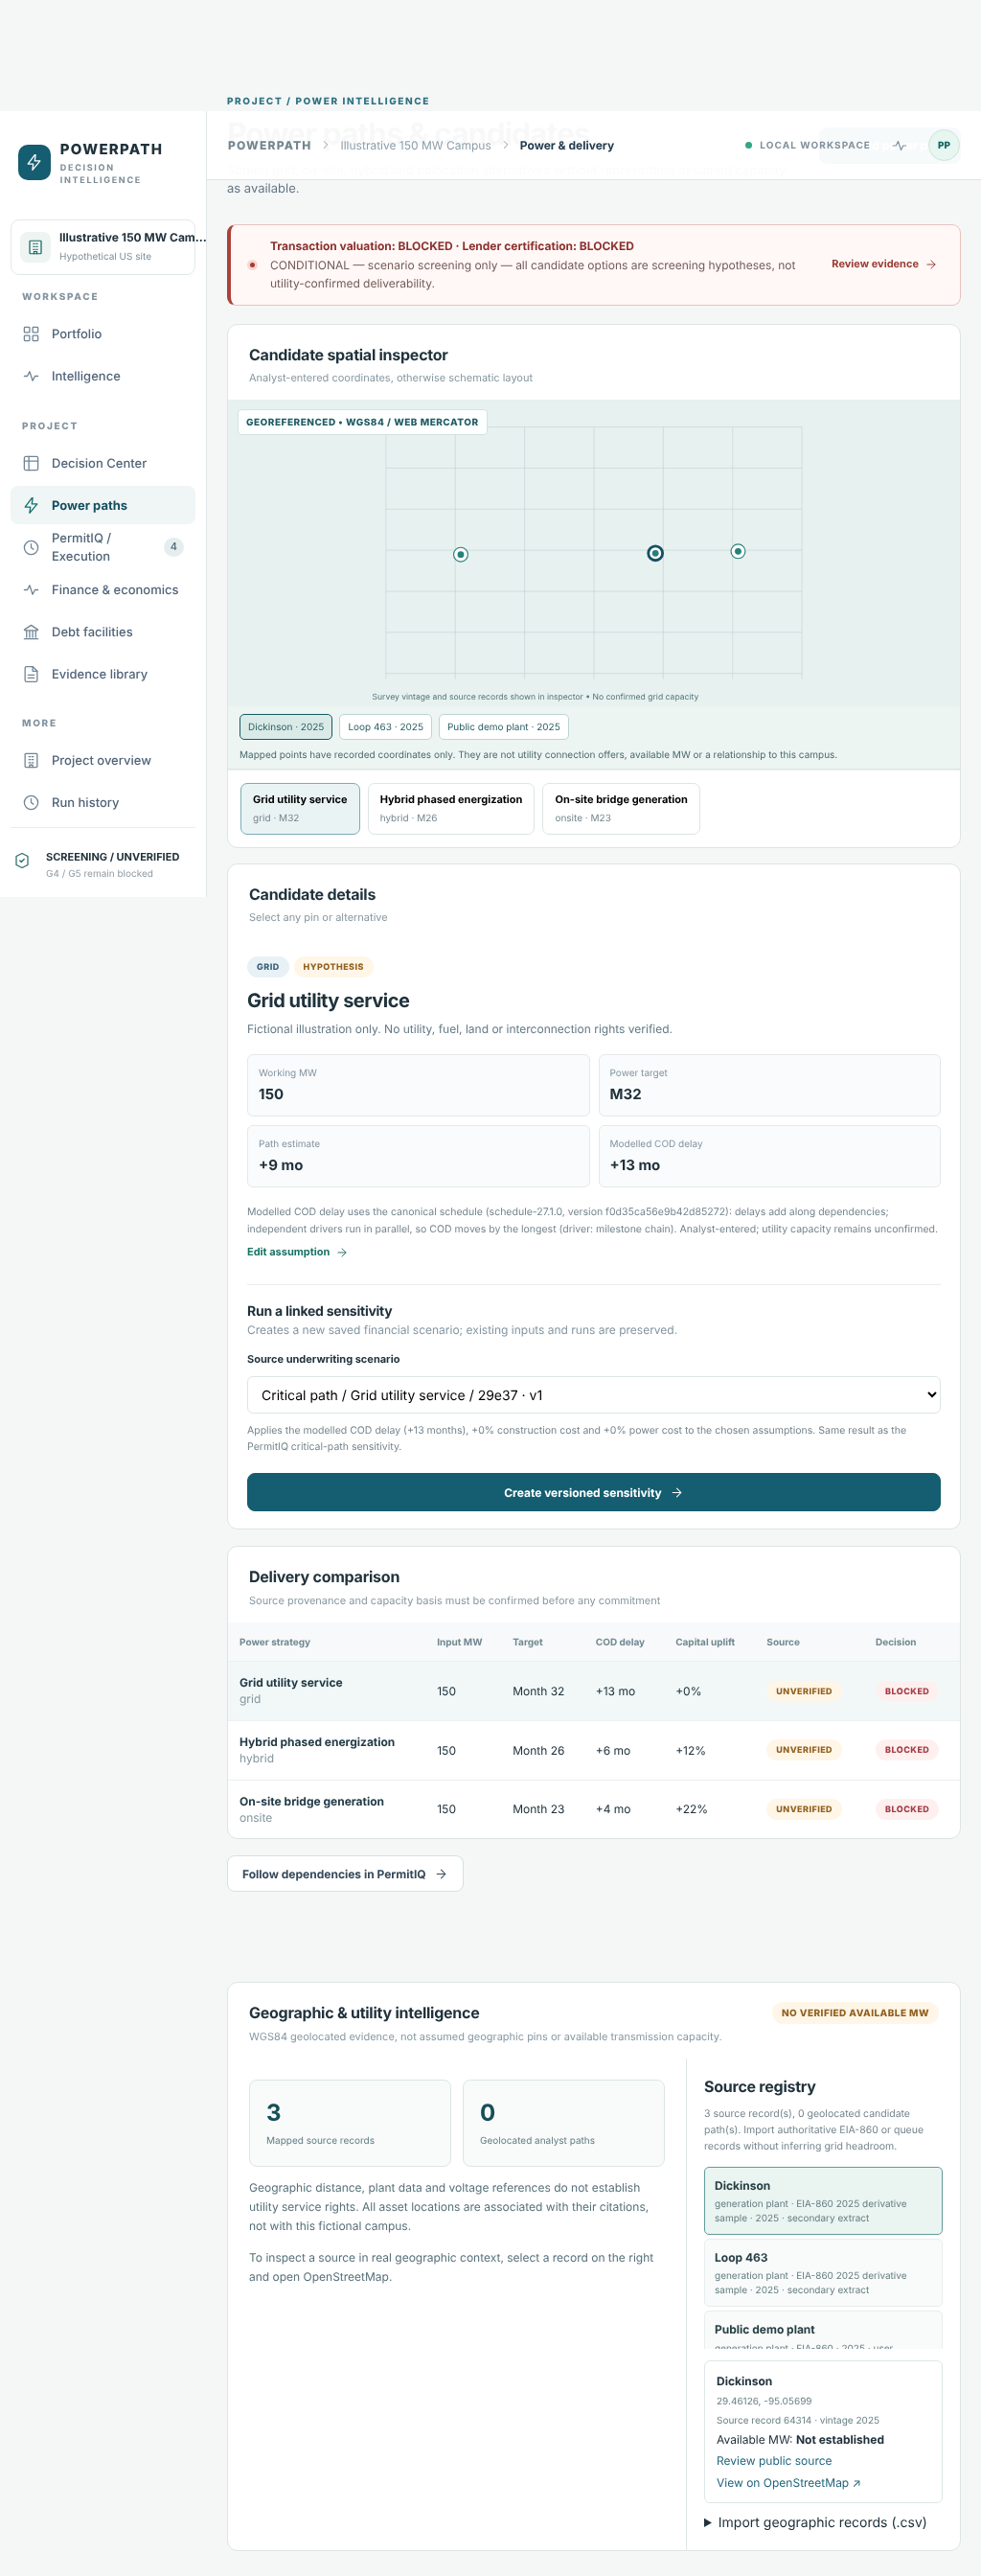 PROJECT / POWER INTELLIGENCE
Power paths & candidates
POWERPATH
DECISION
INTELLIGENCE
POWERPATH > Illustrative 150 MW Campus > Power & delivery
LOCAL WORKSPACE
PP
as available.
Illustrative 150 MW Cam...
Hypothetical US site
WORKSPACE
Portfolio
Intelligence
PROJECT
Decision Center
Power paths
PermitIQ /
Execution
4
Finance & economics
Debt facilities
Evidence library
MORE
Project overview
Run history
SCREENING / UNVERIFIED
G4 / G5 remain blocked
Transaction valuation: BLOCKED · Lender certification: BLOCKED
CONDITIONAL — scenario screening only — all candidate options are screening hypotheses, not
utility-confirmed deliverability.
Review evidence →
Candidate spatial inspector
Analyst-entered coordinates, otherwise schematic layout
GEOREFERENCED • WGS84 / WEB MERCATOR
Survey vintage and source records shown in inspector • No confirmed grid capacity
Dickinson · 2025
Loop 463 · 2025
Public demo plant · 2025
Mapped points have recorded coordinates only. They are not utility connection offers, available MW or a relationship to this campus.
Grid utility service
grid · M32
Hybrid phased energization
hybrid · M26
On-site bridge generation
onsite · M23
Candidate details
Select any pin or alternative
GRID
HYPOTHESIS
Grid utility service
Fictional illustration only. No utility, fuel, land or interconnection rights verified.
Working MW
150
Power target
M32
Path estimate
+9 mo
Modelled COD delay
+13 mo
Modelled COD delay uses the canonical schedule (schedule-27.1.0, version f0d35ca56e9b42d85272): delays add along dependencies;
independent drivers run in parallel, so COD moves by the longest (driver: milestone chain). Analyst-entered; utility capacity remains unconfirmed.
Edit assumption →
Run a linked sensitivity
Creates a new saved financial scenario; existing inputs and runs are preserved.
Source underwriting scenario
Critical path / Grid utility service / 29e37 · v1
Applies the modelled COD delay (+13 months), +0% construction cost and +0% power cost to the chosen assumptions. Same result as the
PermitIQ critical-path sensitivity.
Create versioned sensitivity →
Delivery comparison
Source provenance and capacity basis must be confirmed before any commitment
Power strategy Input MW Target COD delay Capital uplift Source Decision
Grid utility service
grid
150 Month 32 +13 mo +0% UNVERIFIED BLOCKED
Hybrid phased energization
hybrid
150 Month 26 +6 mo +12% UNVERIFIED BLOCKED
On-site bridge generation
onsite
150 Month 23 +4 mo +22% UNVERIFIED BLOCKED
Follow dependencies in PermitIQ →
Geographic & utility intelligence
WGS84 geolocated evidence, not assumed geographic pins or available transmission capacity.
NO VERIFIED AVAILABLE MW
3
Mapped source records
0
Geolocated analyst paths
Geographic distance, plant data and voltage references do not establish
utility service rights. All asset locations are associated with their citations,
not with this fictional campus.
To inspect a source in real geographic context, select a record on the right
and open OpenStreetMap.
Source registry
3 source record(s), 0 geolocated candidate
path(s). Import authoritative EIA-860 or queue
records without inferring grid headroom.
Dickinson
generation plant · EIA-860 2025 derivative
sample · 2025 · secondary extract
Loop 463
generation plant · EIA-860 2025 derivative
sample · 2025 · secondary extract
Public demo plant
generation plant · EIA-860 · 2025 · user
Dickinson
29.46126, -95.05699
Source record 64314 · vintage 2025
Available MW: Not established
Review public source
View on OpenStreetMap ↗
▶ Import geographic records (.csv)